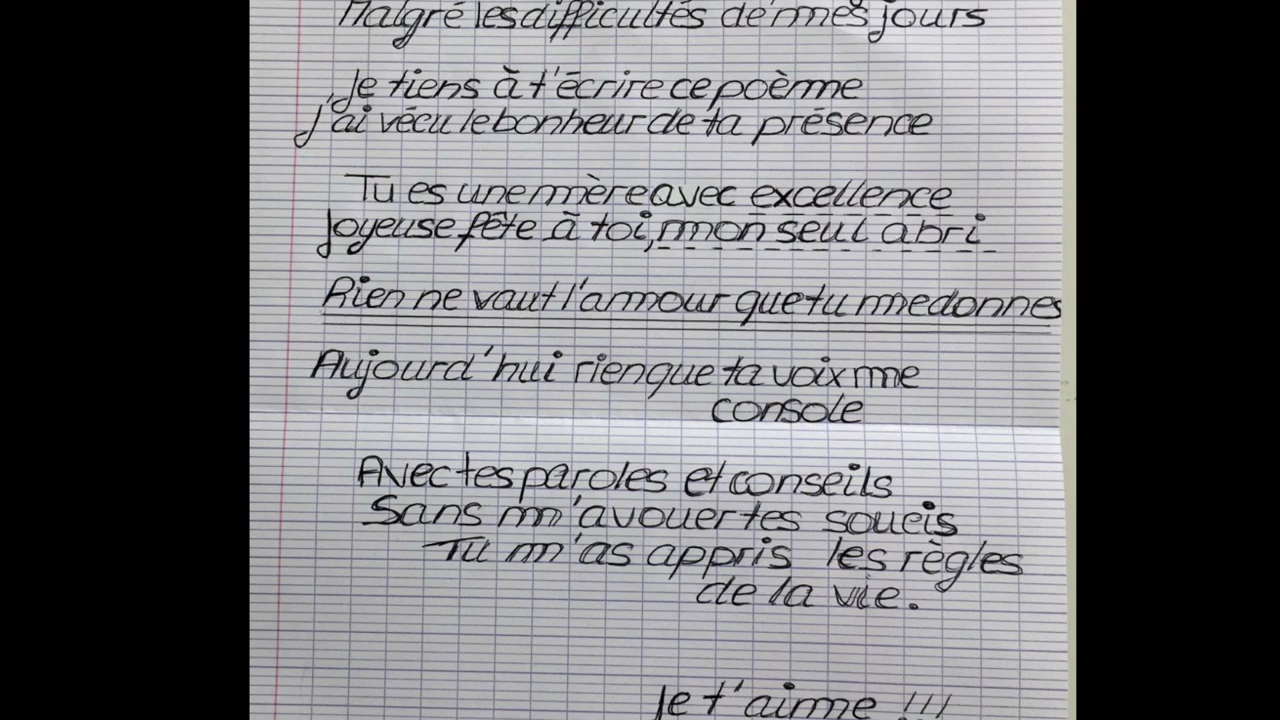 Malgré les difficultés de mes jours
Je tiens à t'écrire ce poème
J'ai vécu le bonheur de ta présence
Tu es une mère avec excellence
Joyeuse fête à toi, mon seul abri
Rien ne vaut l'amour que tu me donnes
Aujourd'hui rien que ta voix me
console
Avec tes paroles et conseils
Sans m'avouer tes soucis
Tu m'as appris les règles
de la vie.
Je t'aime !!!